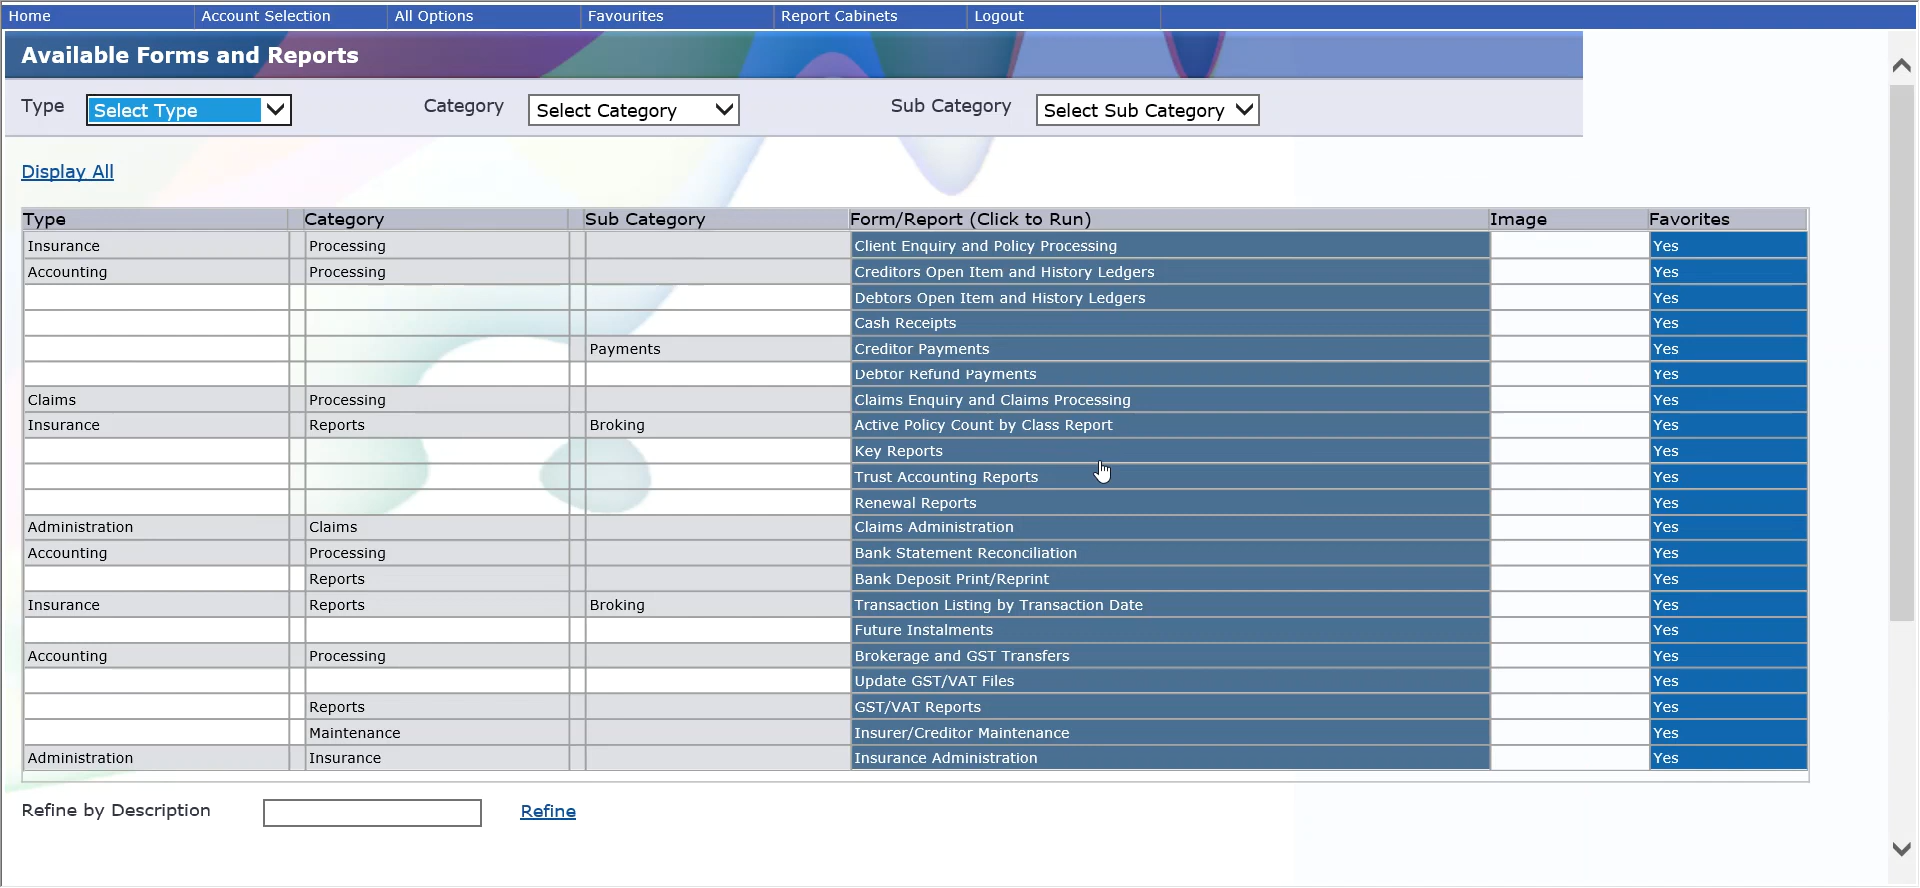 Home Account Selection All Options Favourites Report Cabinets Logout
Available Forms and Reports
Type Select Type Category Select Category Sub Category Select Sub Category
Display All
Type Category Sub Category Form/Report (Click to Run) Image Favorites
Insurance Processing Client Enquiry and Policy Processing Yes
Accounting Processing Creditors Open Item and History Ledgers Yes
Debtors Open Item and History Ledgers Yes
Cash Receipts Yes
Payments Creditor Payments Yes
Debtor Refund Payments Yes
Claims Processing Claims Enquiry and Claims Processing Yes
Insurance Reports Broking Active Policy Count by Class Report Yes
Key Reports Yes
Trust Accounting Reports Yes
Renewal Reports Yes
Administration Claims Claims Administration Yes
Accounting Processing Bank Statement Reconciliation Yes
Reports Bank Deposit Print/Reprint Yes
Insurance Reports Broking Transaction Listing by Transaction Date Yes
Future Instalments Yes
Accounting Processing Brokerage and GST Transfers Yes
Update GST/VAT Files Yes
Reports GST/VAT Reports Yes
Maintenance Insurer/Creditor Maintenance Yes
Administration Insurance Insurance Administration Yes
Refine by Description Refine